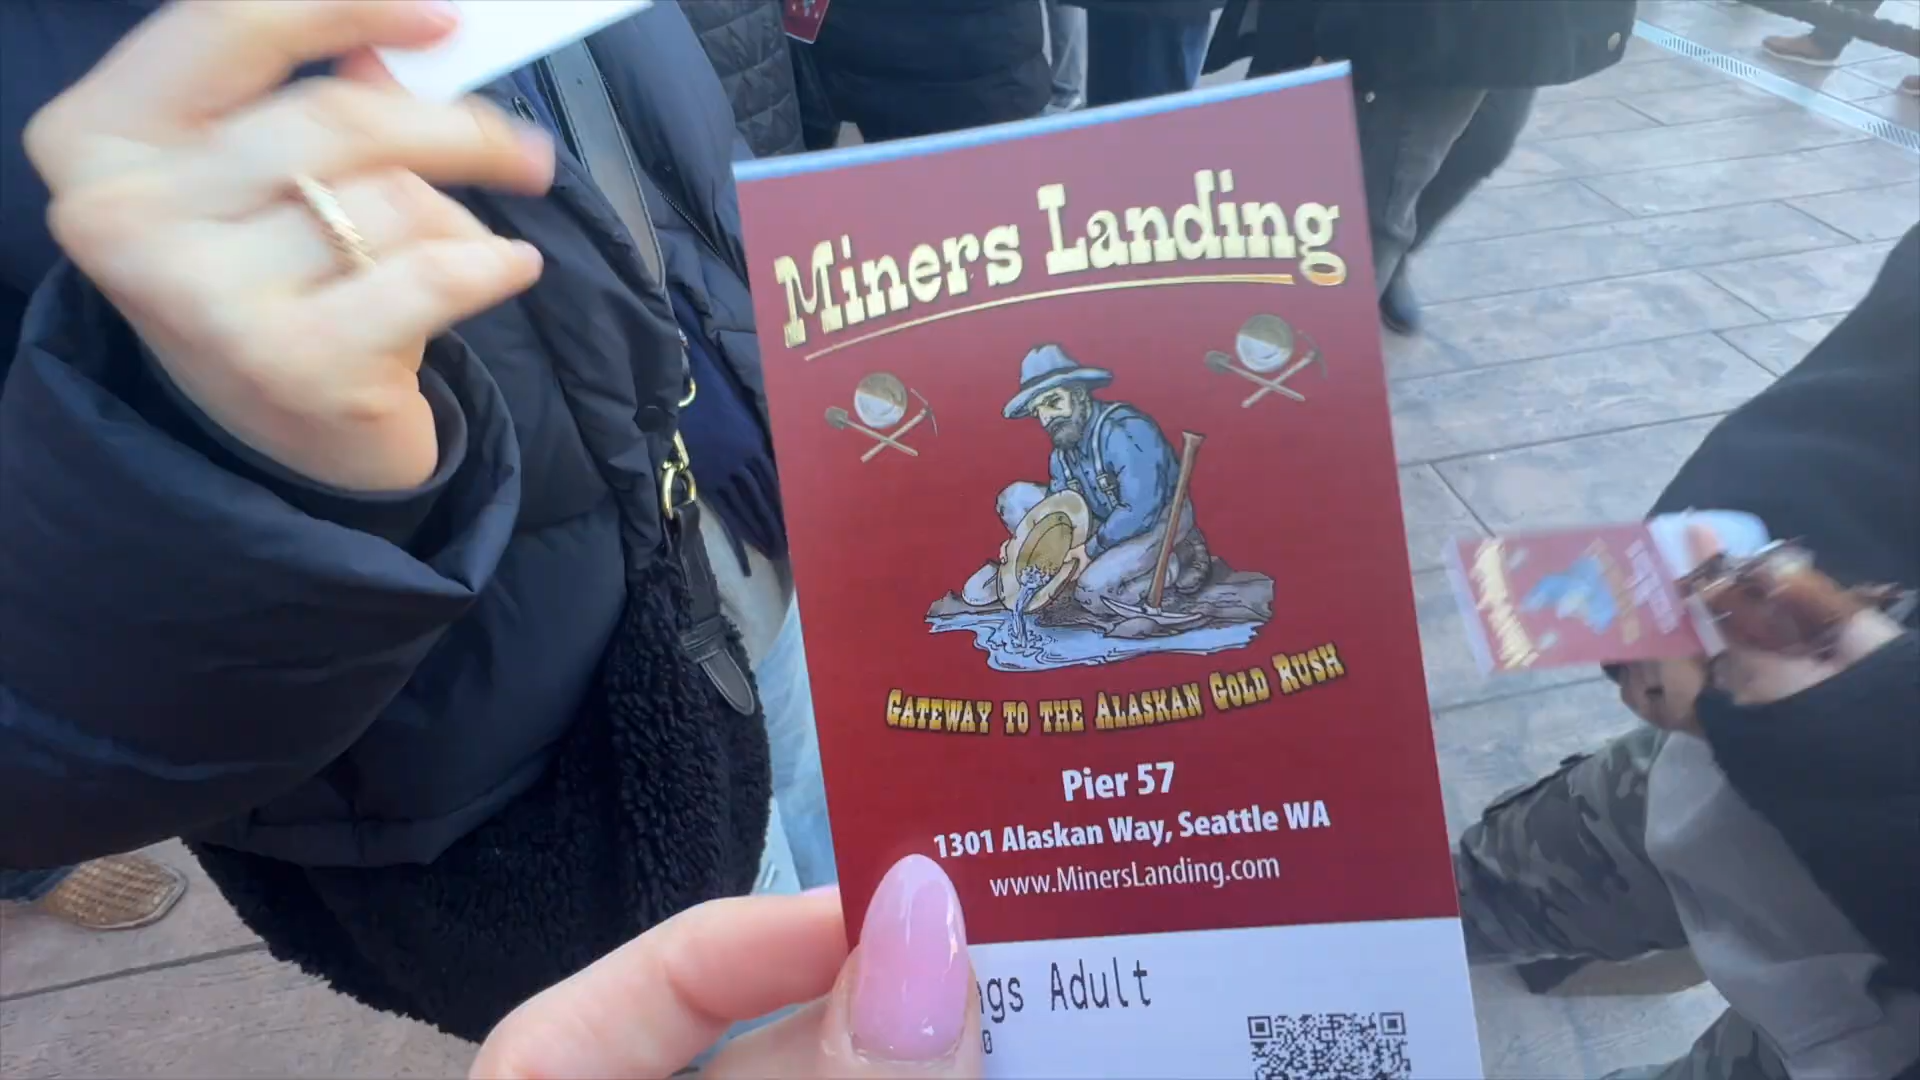 Miners Landing
GATEWAY TO THE ALASKAN GOLD RUSH
Pier 57
1301 Alaskan Way, Seattle WA
www.MinersLanding.com
Adult